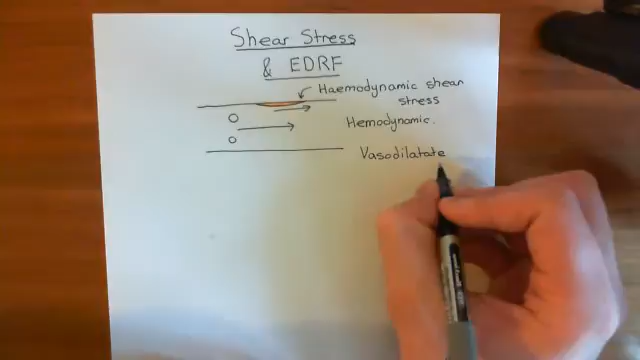 Shear Stress
& EDRF
Haemodynamic shear
stress
Hemodynamic.
Vasodilatate